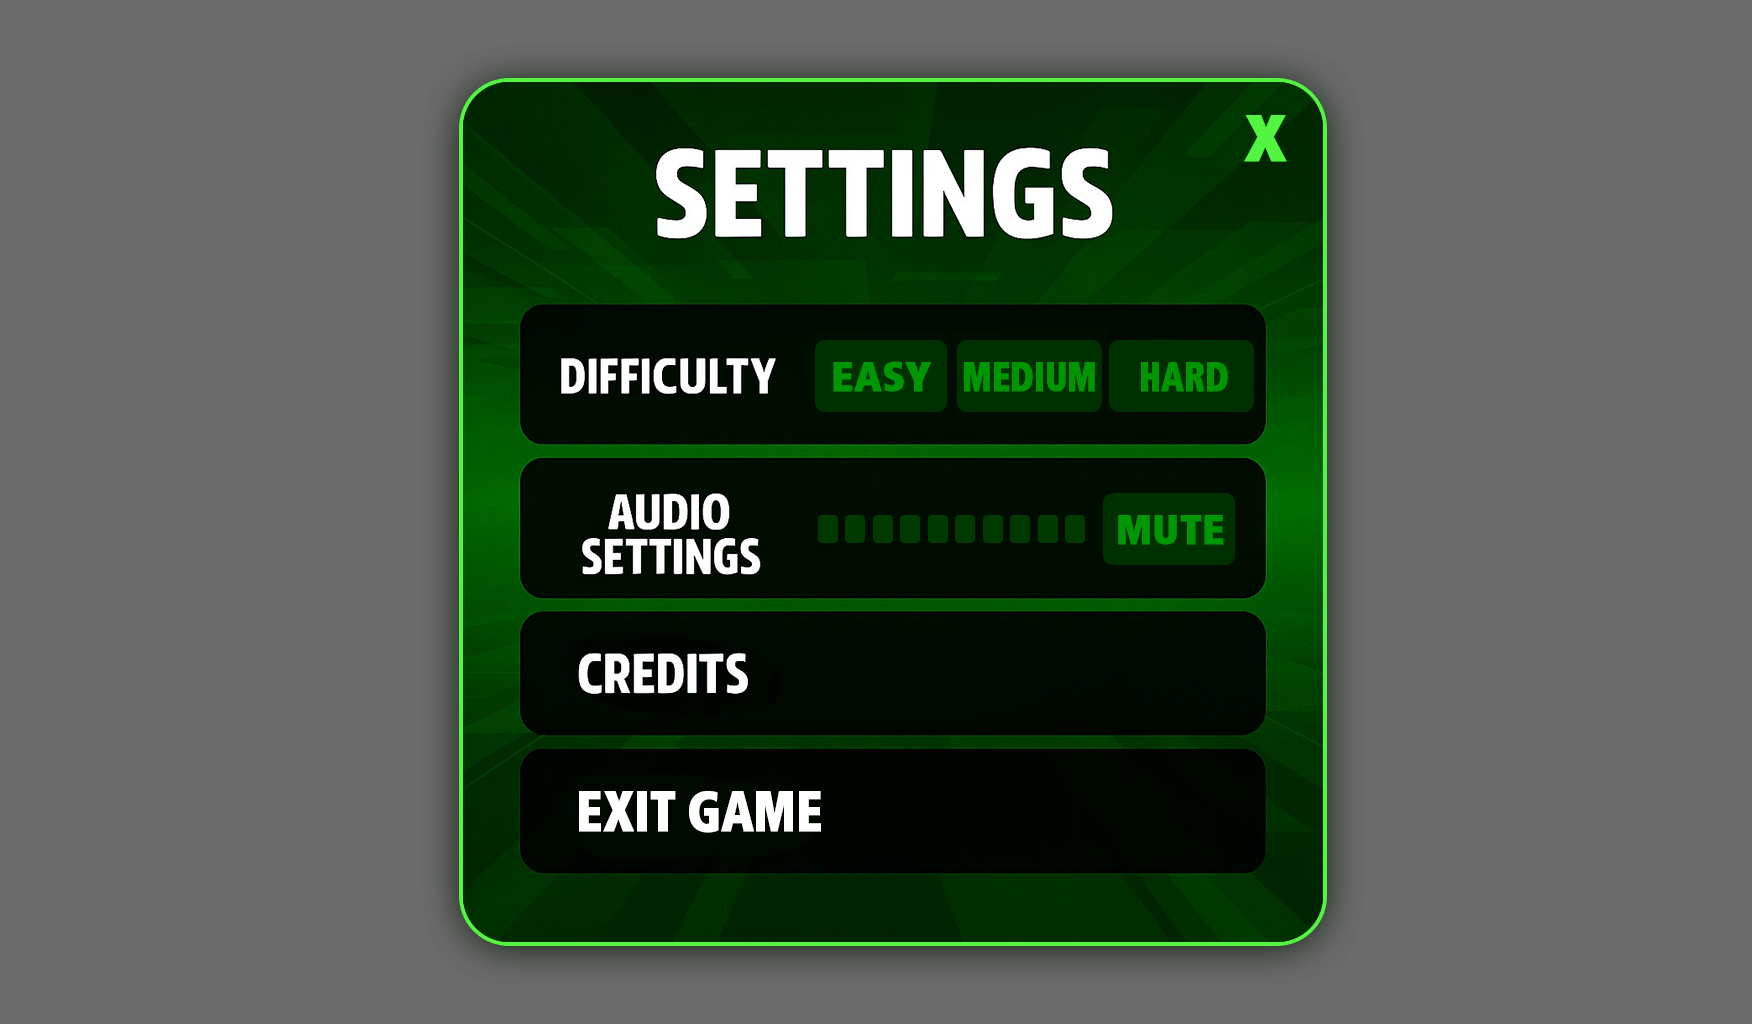 X
SETTINGS
DIFFICULTY EASY MEDIUM HARD
AUDIO
SETTINGS
MUTE
CREDITS
EXIT GAME